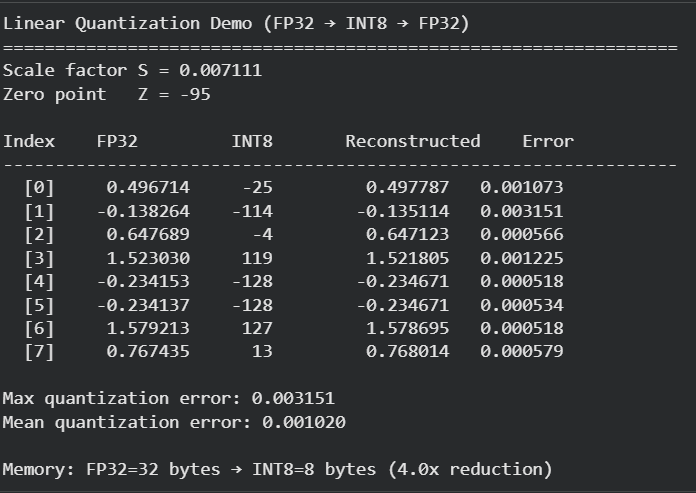 Linear Quantization Demo (FP32 → INT8 → FP32)
=================================================================
Scale factor S = 0.007111
Zero point   Z = -95
Index    FP32         INT8       Reconstructed    Error
-----------------------------------------------------------------
[0]     0.496714     -25         0.497787   0.001073
[1]    -0.138264    -114        -0.135114   0.003151
[2]     0.647689      -4         0.647123   0.000566
[3]     1.523030     119         1.521805   0.001225
[4]    -0.234153    -128        -0.234671   0.000518
[5]    -0.234137    -128        -0.234671   0.000534
[6]     1.579213     127         1.578695   0.000518
[7]     0.767435      13         0.768014   0.000579
Max quantization error: 0.003151
Mean quantization error: 0.001020
Memory: FP32=32 bytes → INT8=8 bytes (4.0x reduction)